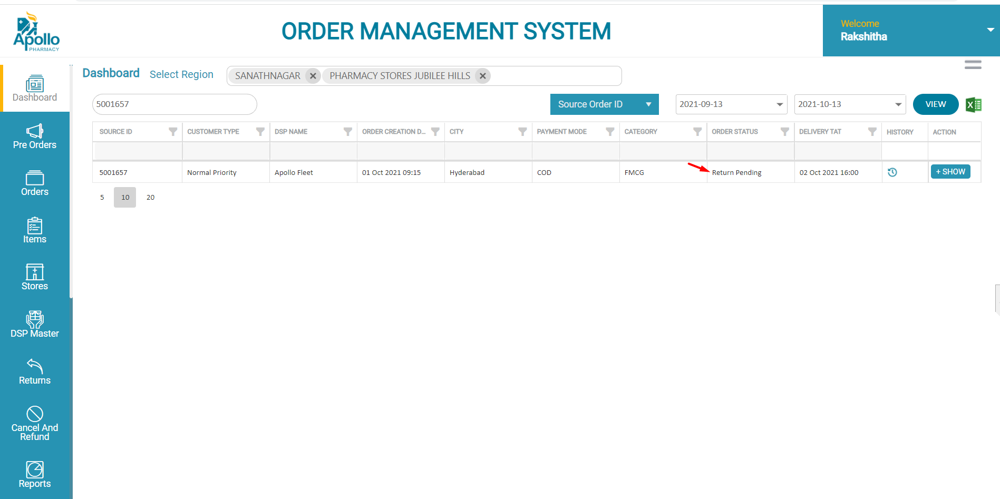 Apollo
PHARMACY
ORDER MANAGEMENT SYSTEM
Welcome
Rakshitha
Dashboard
Select Region
SANATHNAGAR
PHARMACY STORES JUBILEE HILLS
5001657
Source Order ID
2021-09-13
2021-10-13
VIEW
SOURCE ID CUSTOMER TYPE DSP NAME ORDER CREATION D... CITY PAYMENT MODE CATEGORY ORDER STATUS DELIVERY TAT HISTORY ACTION
5001657 Normal Priority Apollo Fleet 01 Oct 2021 09:15 Hyderabad COD FMCG Return Pending 02 Oct 2021 16:00 + SHOW
5 10 20
Dashboard
Pre Orders
Orders
Items
Stores
DSP Master
Returns
Cancel And
Refund
Reports